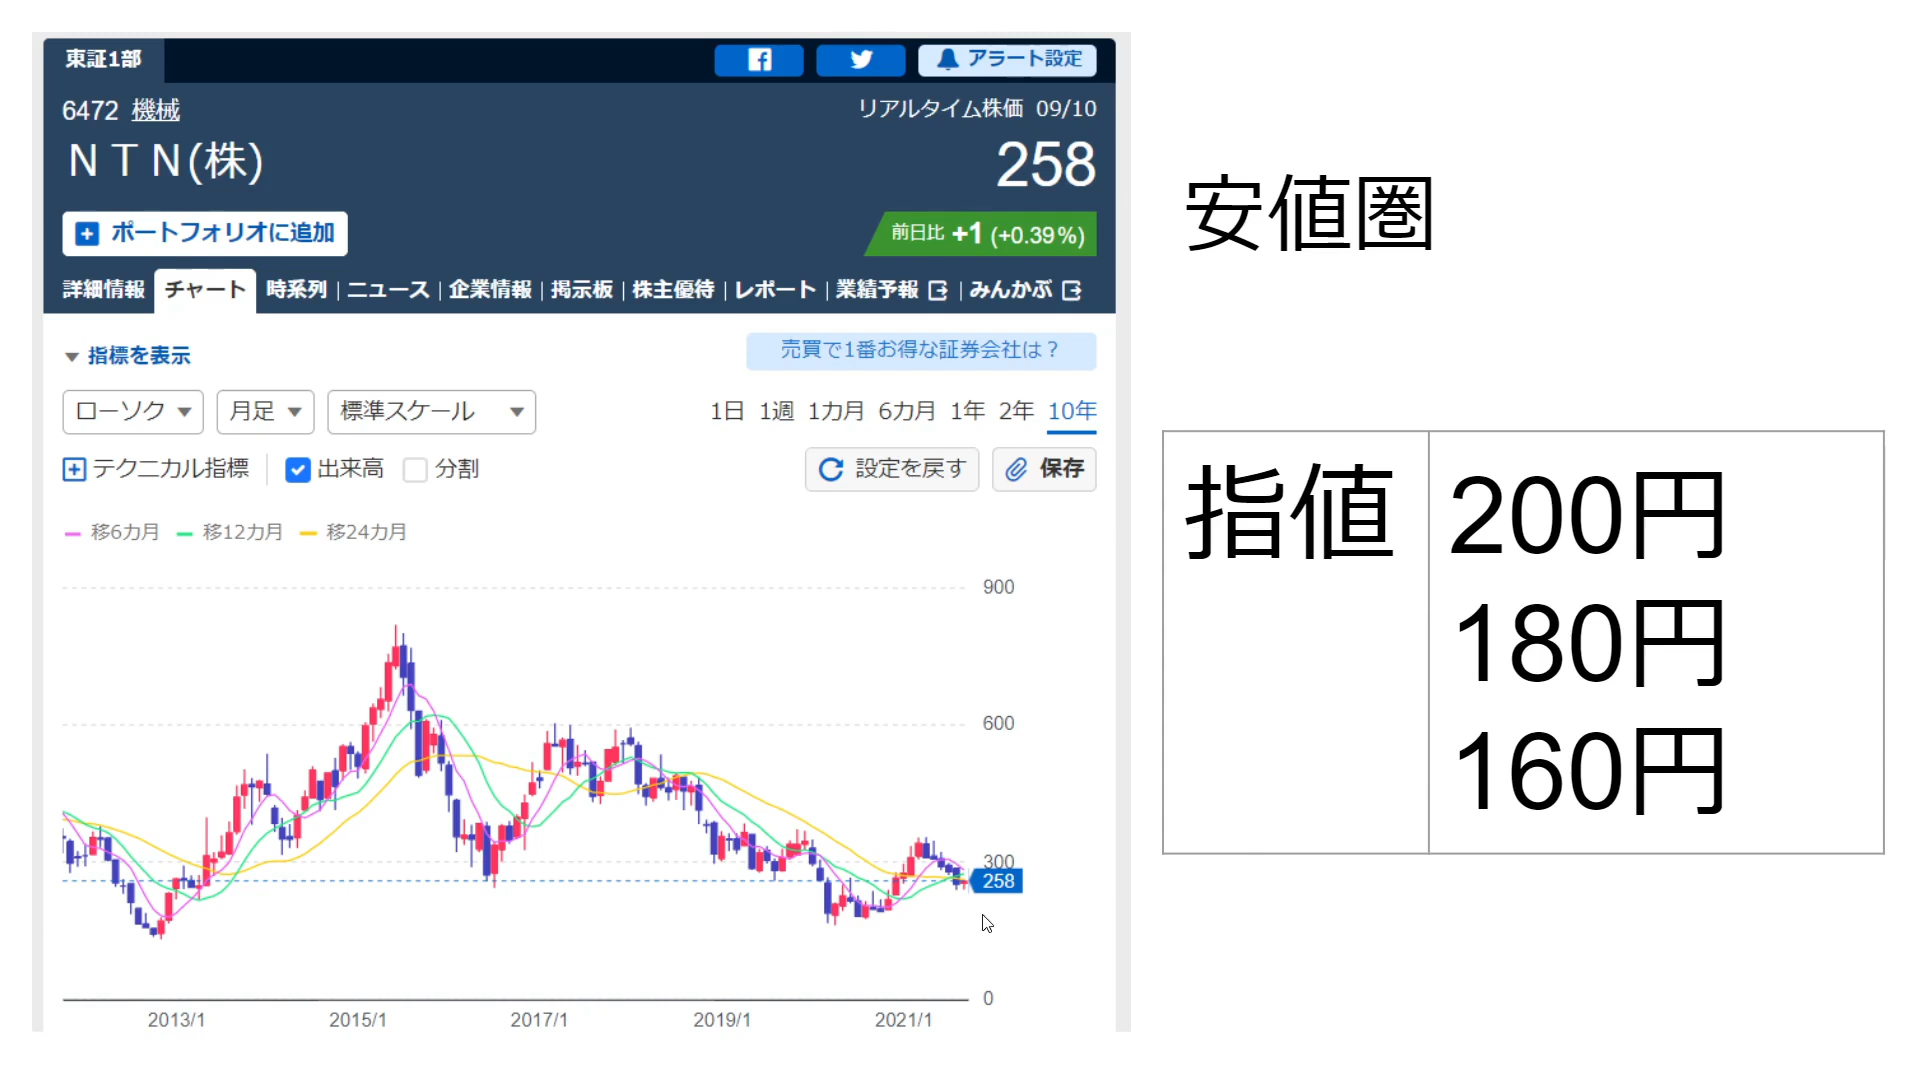 東証1部
アラート設定
6472 機械
リアルタイム株価 09/10
ＮＴＮ(株)
258
ポートフォリオに追加
前日比 +1 (+0.39%)
詳細情報 チャート 時系列 | ニュース | 企業情報 | 掲示板 | 株主優待 | レポート | 業績予報 | みんかぶ
指標を表示
売買で1番お得な証券会社は？
ローソク 月足 標準スケール
1日 1週 1カ月 6カ月 1年 2年 10年
テクニカル指標 出来高 分割
設定を戻す 保存
移6カ月 移12カ月 移24カ月
900
600
300
258
0
2013/1 2015/1 2017/1 2019/1 2021/1
安値圏
指値 200円
180円
160円